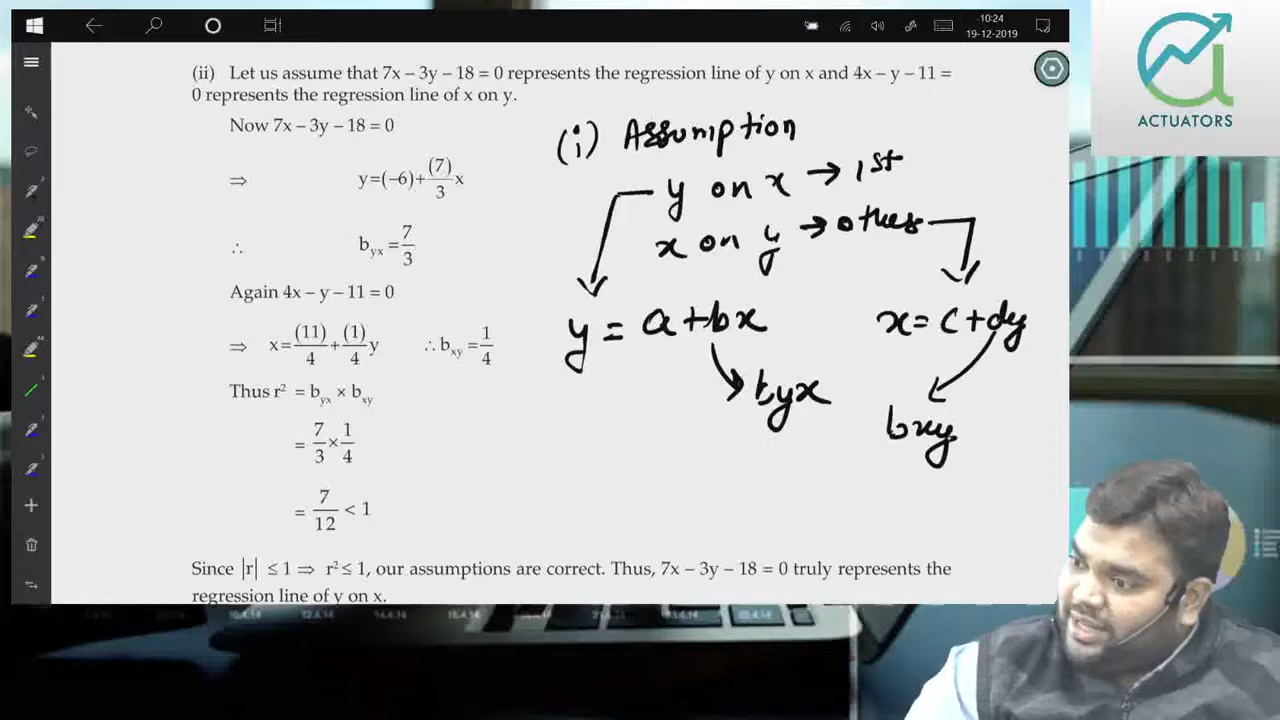 10:24
19-12-2019
ACTUATORS
(ii) Let us assume that 7x – 3y – 18 = 0 represents the regression line of y on x and 4x – y – 11 =
0 represents the regression line of x on y.
Now 7x – 3y – 18 = 0
⇒ y=(–6)+(7)/3 x
∴ b_yx = 7/3
Again 4x – y – 11 = 0
⇒ x=(11)/4+(1)/4 y ∴ b_xy = 1/4
Thus r² = b_yx × b_xy
= 7/3 × 1/4
= 7/12 < 1
Since |r| ≤ 1 ⇒ r² ≤ 1, our assumptions are correct. Thus, 7x – 3y – 18 = 0 truly represents the
regression line of y on x.
(i) Assumption
y on x → 1st
x on y → other
y = a+bx
x = c+dy
byx
bxy